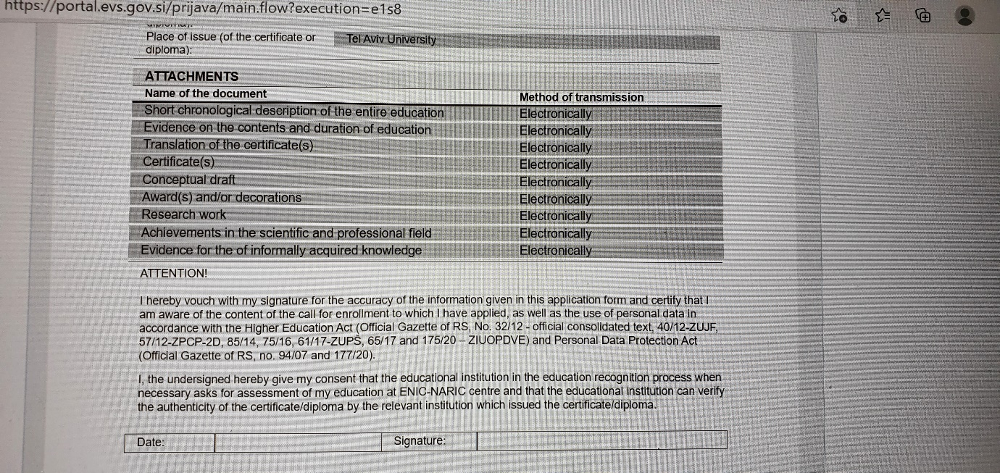 https://portal.evs.gov.si/prijava/main.flow?execution=e1s8
diploma):
Place of issue (of the certificate or
diploma):
Tel Aviv University
ATTACHMENTS
Name of the document Method of transmission
Short chronological description of the entire education Electronically
Evidence on the contents and duration of education Electronically
Translation of the certificate(s) Electronically
Certificate(s) Electronically
Conceptual draft Electronically
Award(s) and/or decorations Electronically
Research work Electronically
Achievements in the scientific and professional field Electronically
Evidence for the of informally acquired knowledge Electronically
ATTENTION!
I hereby vouch with my signature for the accuracy of the information given in this application form and certify that I
am aware of the content of the call for enrollment to which I have applied, as well as the use of personal data in
accordance with the Higher Education Act (Official Gazette of RS, No. 32/12 - official consolidated text, 40/12-ZUJF,
57/12-ZPCP-2D, 85/14, 75/16, 61/17-ZUPŠ, 65/17 and 175/20 – ZIUOPDVE) and Personal Data Protection Act
(Official Gazette of RS, no. 94/07 and 177/20).
I, the undersigned hereby give my consent that the educational institution in the education recognition process when
necessary asks for assessment of my education at ENIC-NARIC centre and that the educational institution can verify
the authenticity of the certificate/diploma by the relevant institution which issued the certificate/diploma.
Date: Signature: